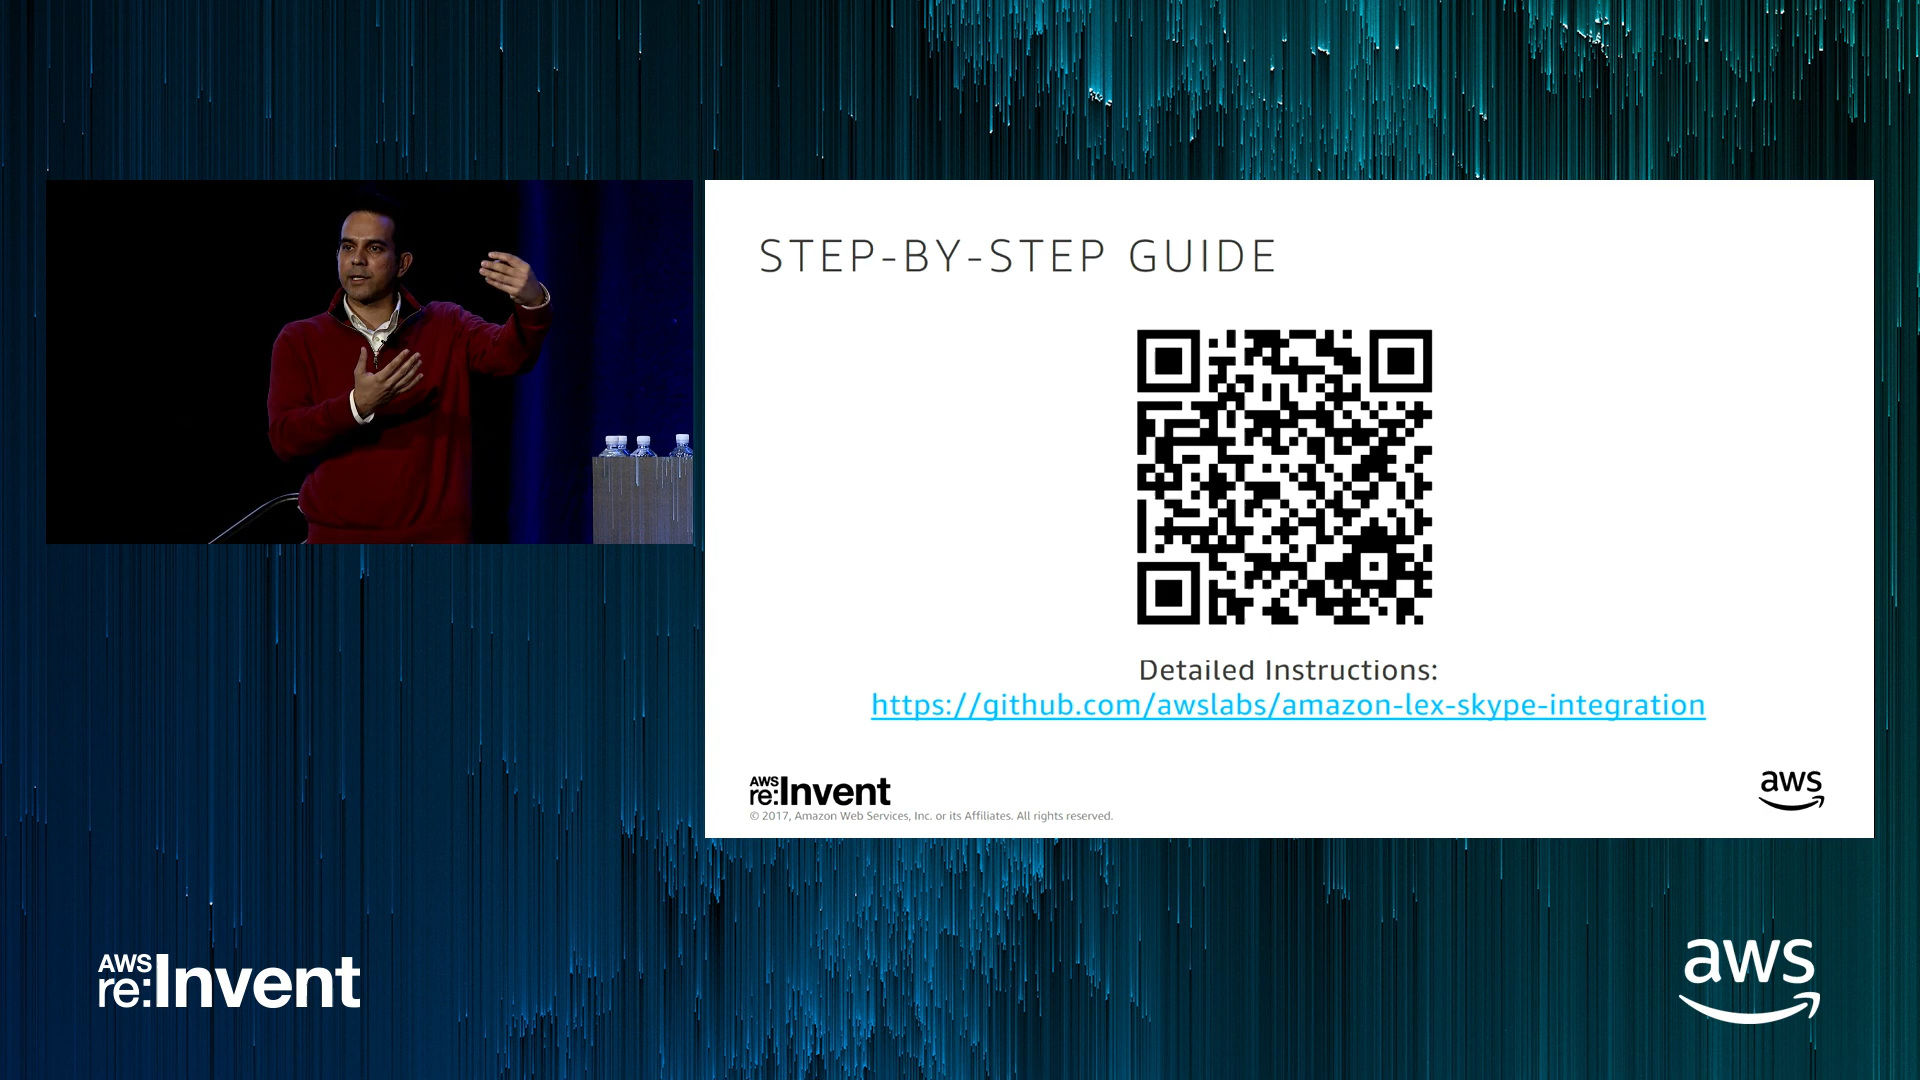 STEP-BY-STEP GUIDE
Detailed Instructions:
https://github.com/awslabs/amazon-lex-skype-integration
AWS
re:Invent
© 2017, Amazon Web Services, Inc. or its Affiliates. All rights reserved.
aws
AWS
re:Invent
aws